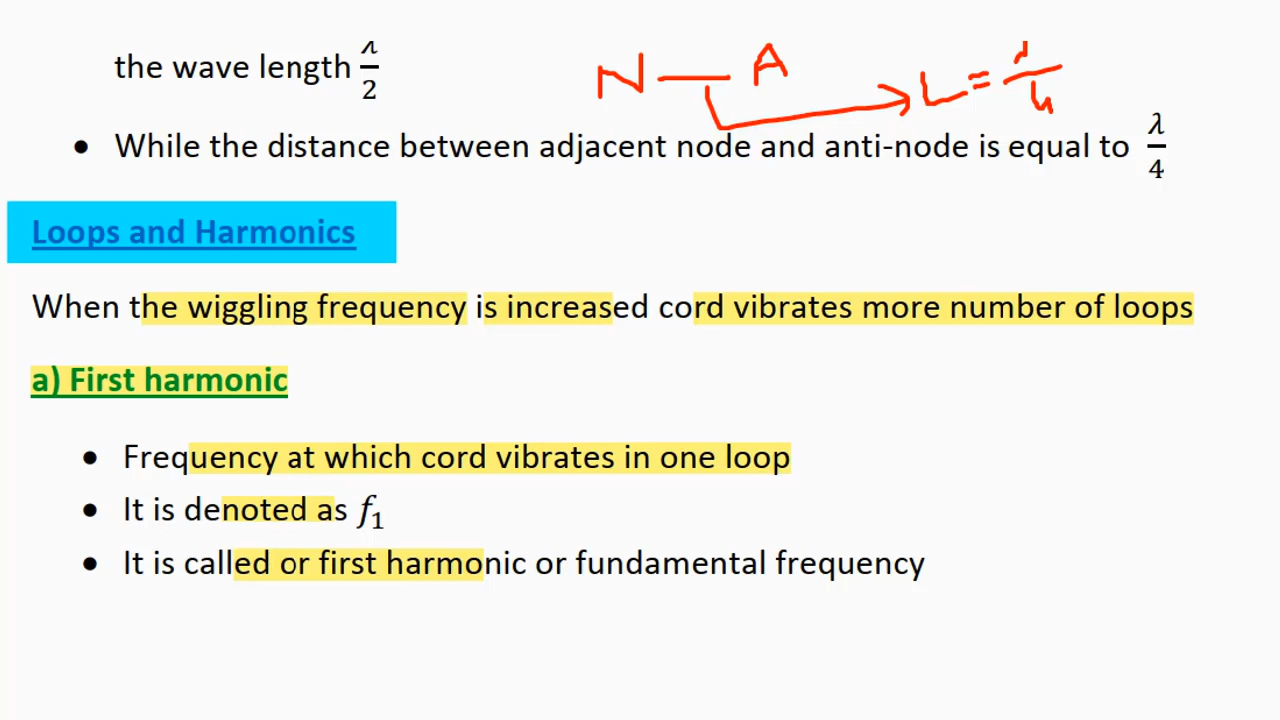 the wave length λ/2
N — A → L = λ/4
• While the distance between adjacent node and anti-node is equal to λ/4
Loops and Harmonics
When the wiggling frequency is increased cord vibrates more number of loops
a) First harmonic
• Frequency at which cord vibrates in one loop
• It is denoted as f₁
• It is called or first harmonic or fundamental frequency